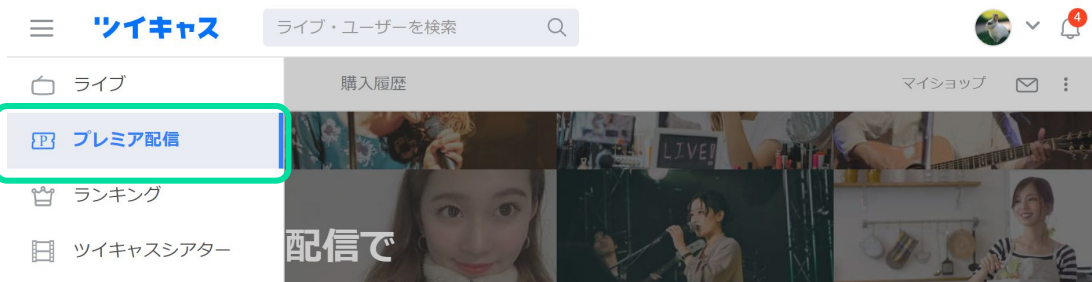 ツイキャス
ライブ・ユーザーを検索
4
ライブ
購入履歴
マイショップ
P プレミア配信
LIVE!
ランキング
ツイキャスシアター
配信で